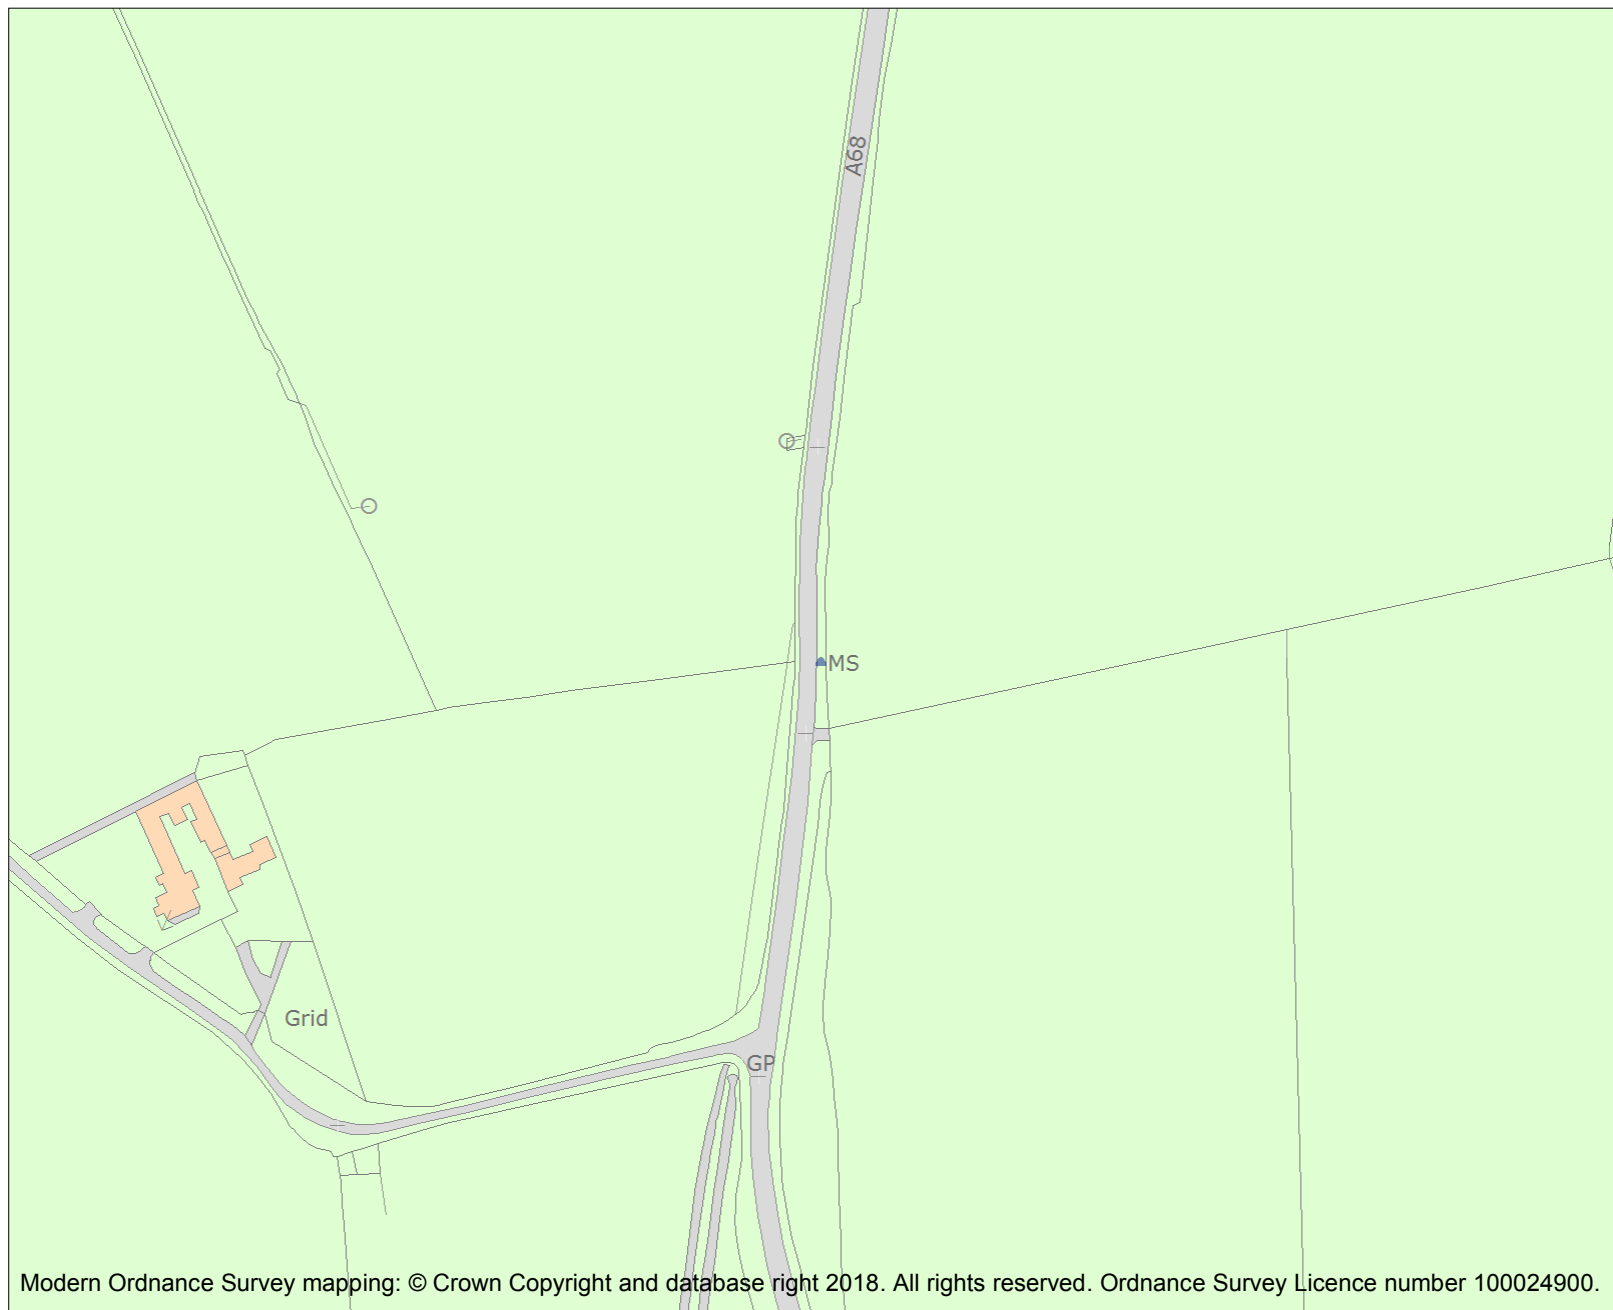 A68
MS
Grid
GP
Modern Ordnance Survey mapping: © Crown Copyright and database right 2018. All rights reserved. Ordnance Survey Licence number 100024900.